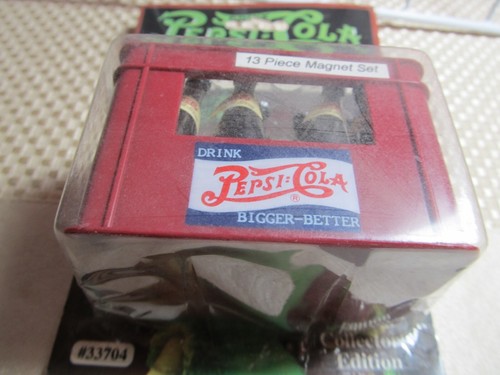 PEPSI-COLA
13 Piece Magnet Set
DRINK
PEPSI:COLA
®
BIGGER-BETTER
#33704
Collector
Edition